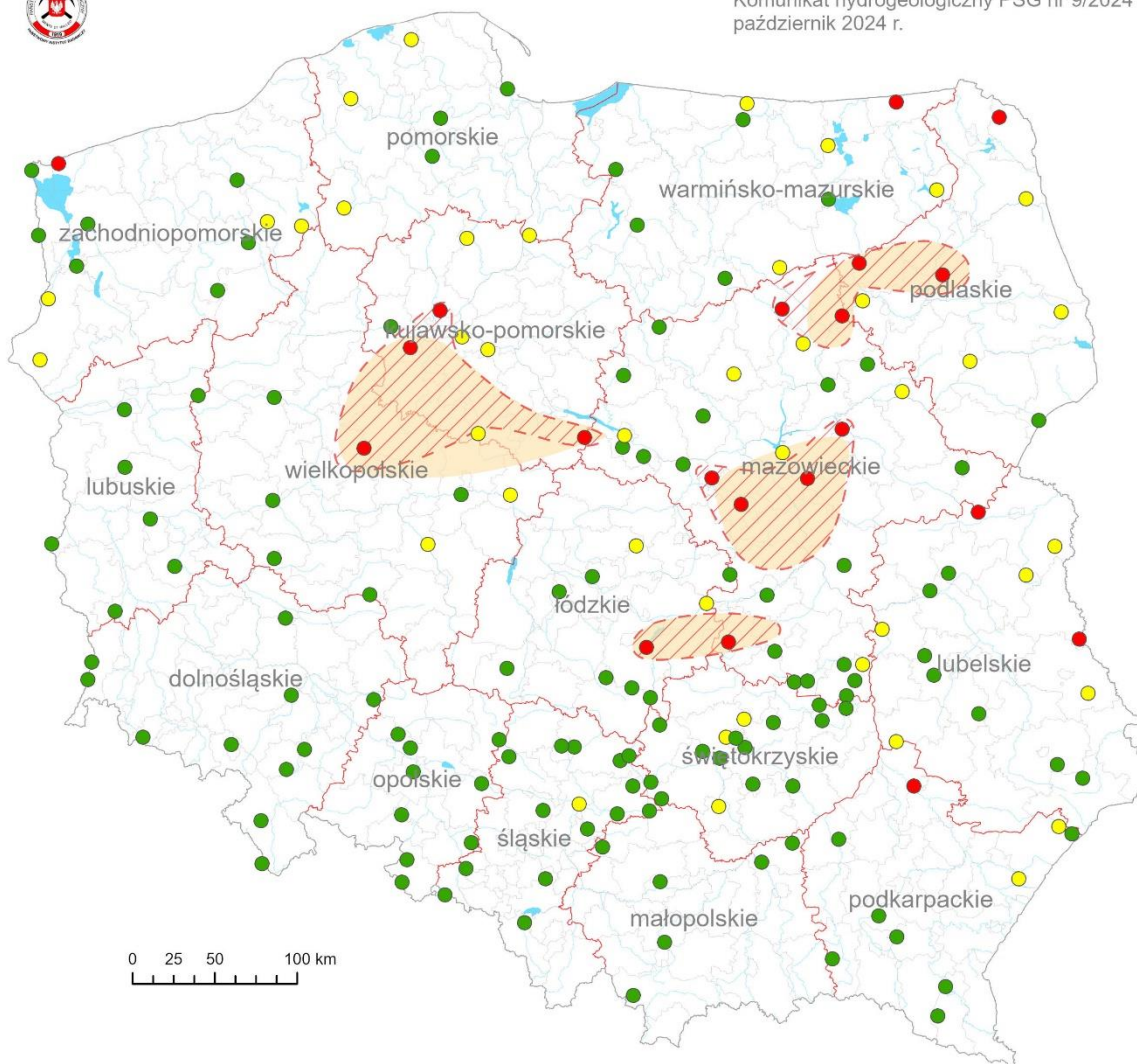 Komunikat hydrogeologiczny PSG nr 9/2024
październik 2024 r.
pomorskie
warmińsko-mazurskie
zachodniopomorskie
podlaskie
kujawsko-pomorskie
mazowieckie
wielkopolskie
lubuskie
łódzkie
lubelskie
dolnośląskie
świętokrzyskie
opolskie
śląskie
podkarpackie
małopolskie
0 25 50 100 km